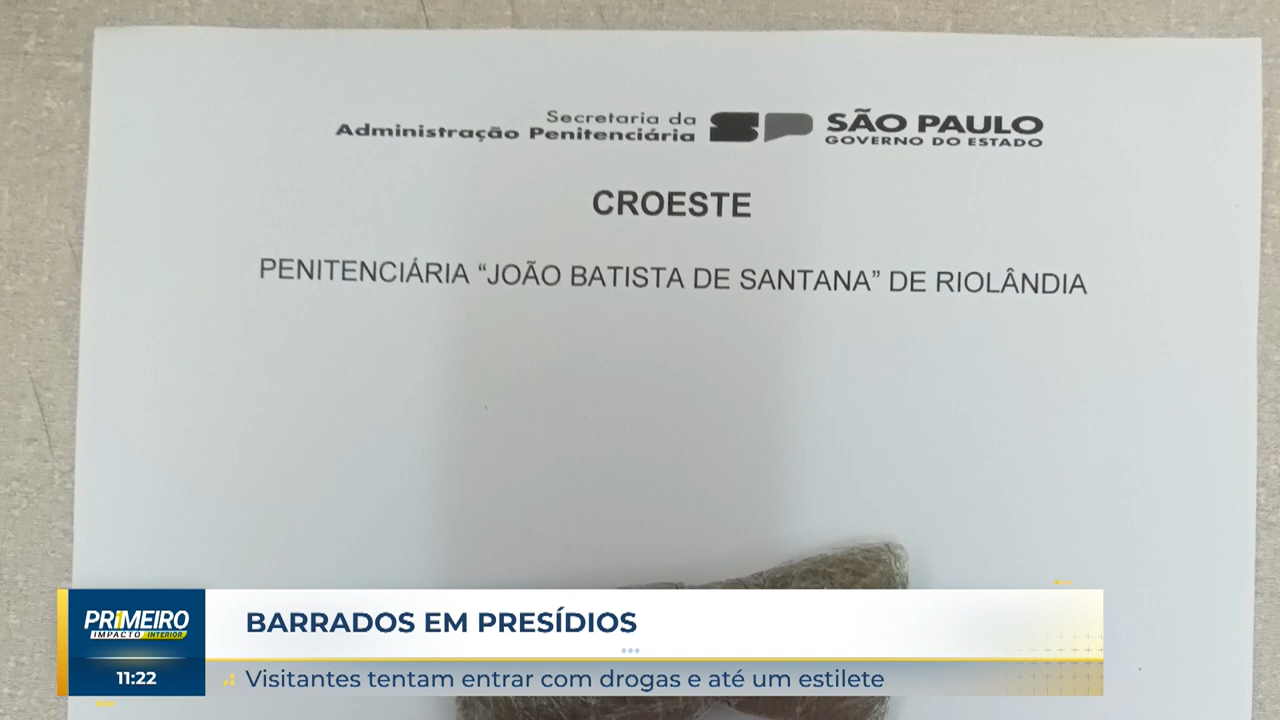 Secretaria da
Administração Penitenciária
SP
SÃO PAULO
GOVERNO DO ESTADO
CROESTE
PENITENCIÁRIA “JOÃO BATISTA DE SANTANA” DE RIOLÂNDIA
PRIMEIRO
IMPACTO INTERIOR
11:22
BARRADOS EM PRESÍDIOS
Visitantes tentam entrar com drogas e até um estilete